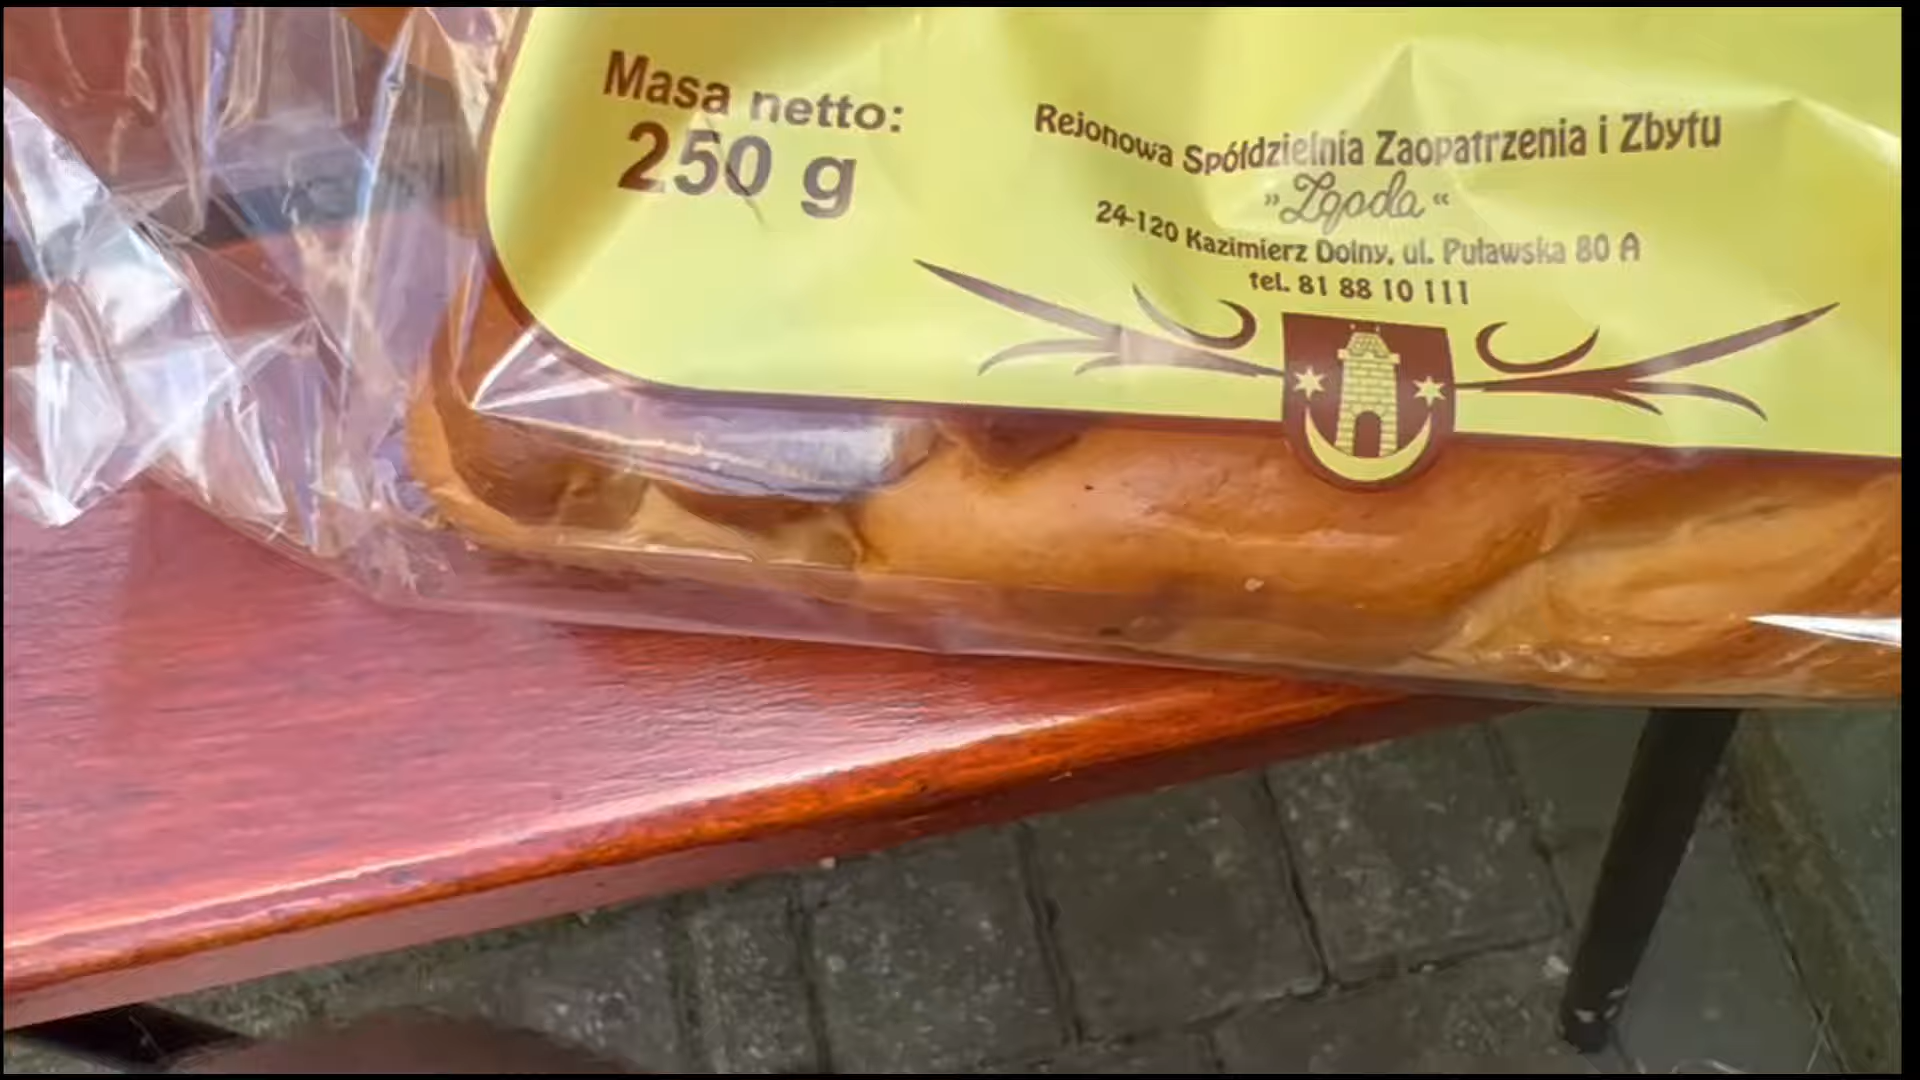 Masa netto:
250 g
Rejonowa Spółdzielnia Zaopatrzenia i Zbytu
»Zgoda«
24-120 Kazimierz Dolny, ul. Puławska 80 A
tel. 81 88 10 111